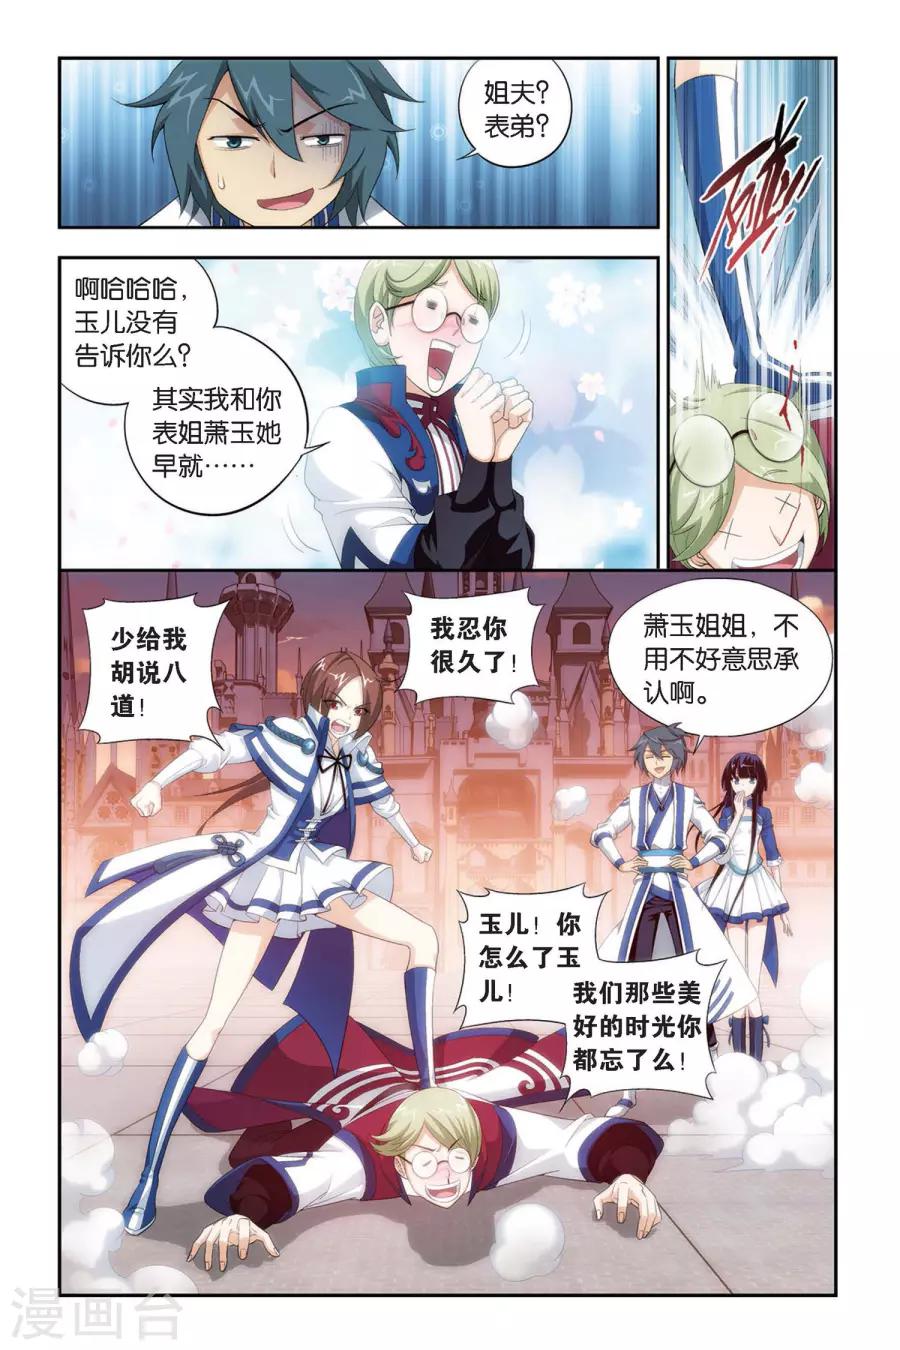 姐夫？
表弟？
啊哈哈哈，
玉儿没有
告诉你么？
其实我和你
表姐萧玉她
早就……
碰!!!
少给我
胡说八
道！
我忍你
很久了！
萧玉姐姐，不
用不好意思承
认啊。
玉儿！你
怎么了玉
儿！
我们那些美
好的时光你
都忘了么！
漫画台